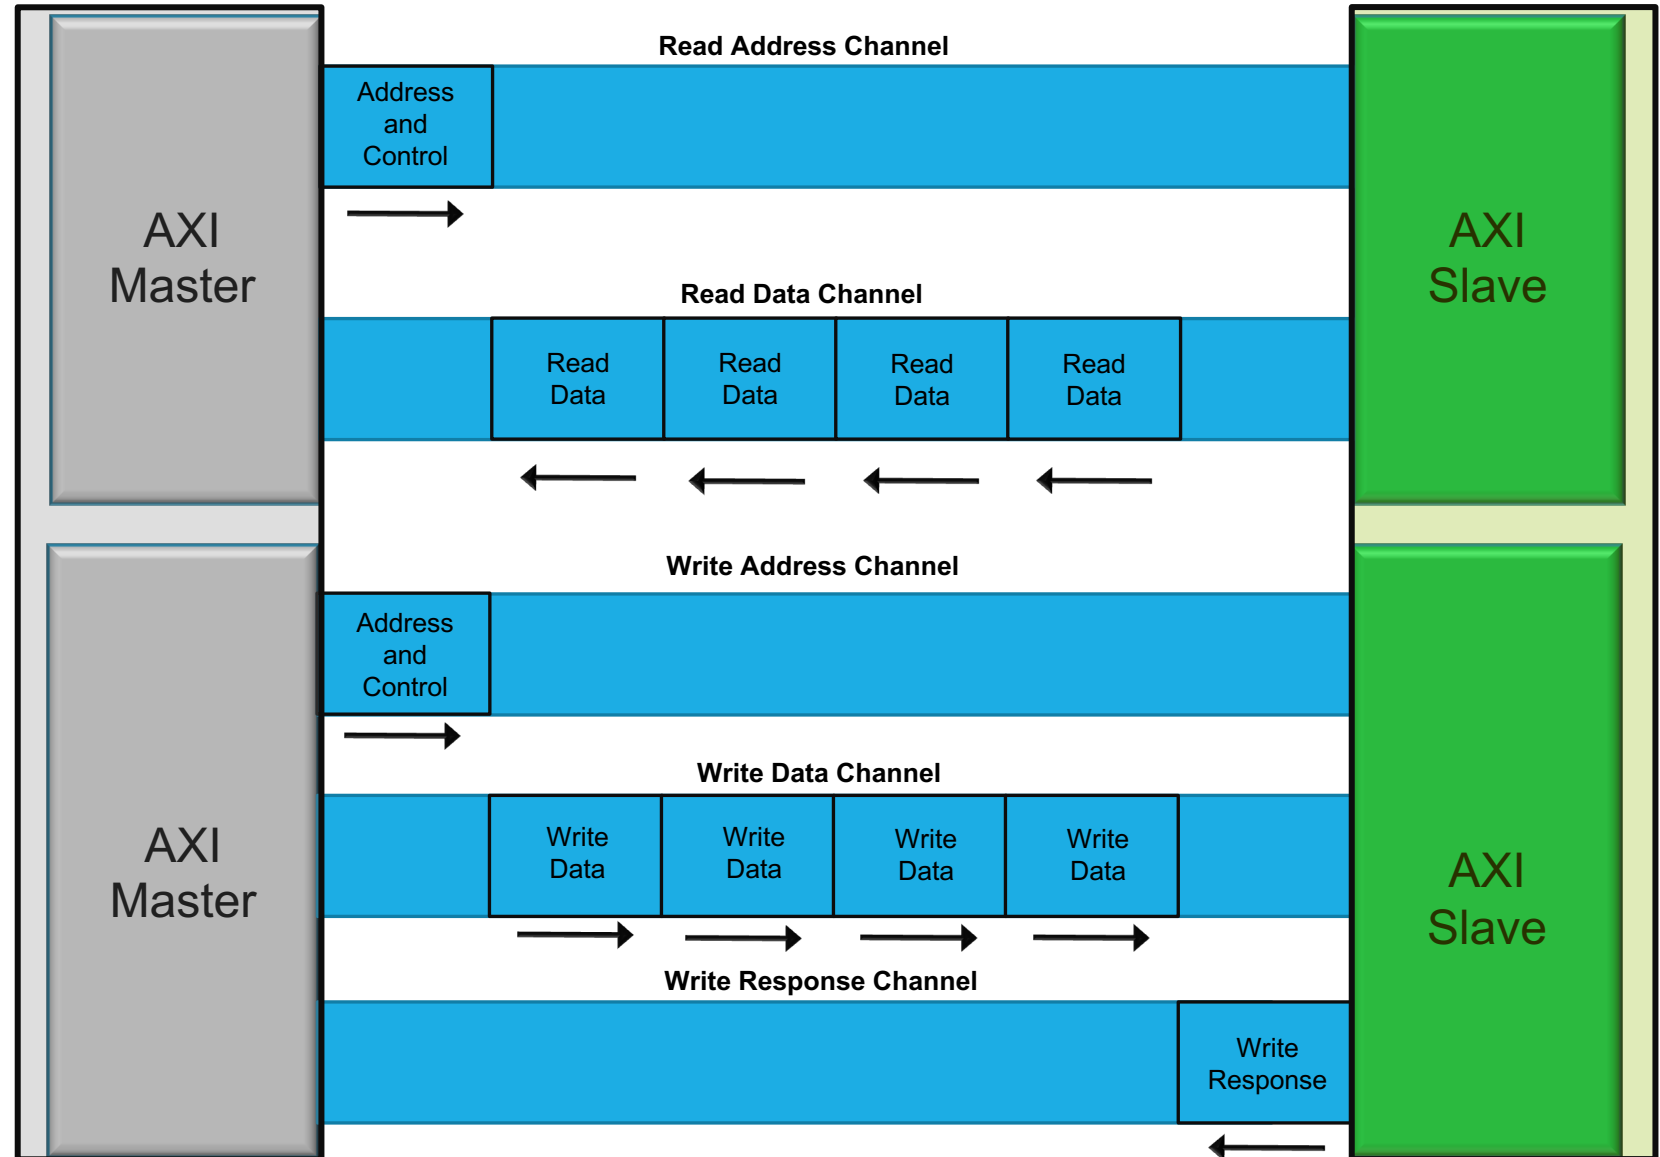 Read Address Channel
Address
and
Control
AXI
Master
AXI
Slave
Read Data Channel
Read
Data
Read
Data
Read
Data
Read
Data
Write Address Channel
Address
and
Control
Write Data Channel
AXI
Master
Write
Data
Write
Data
Write
Data
Write
Data
AXI
Slave
Write Response Channel
Write
Response